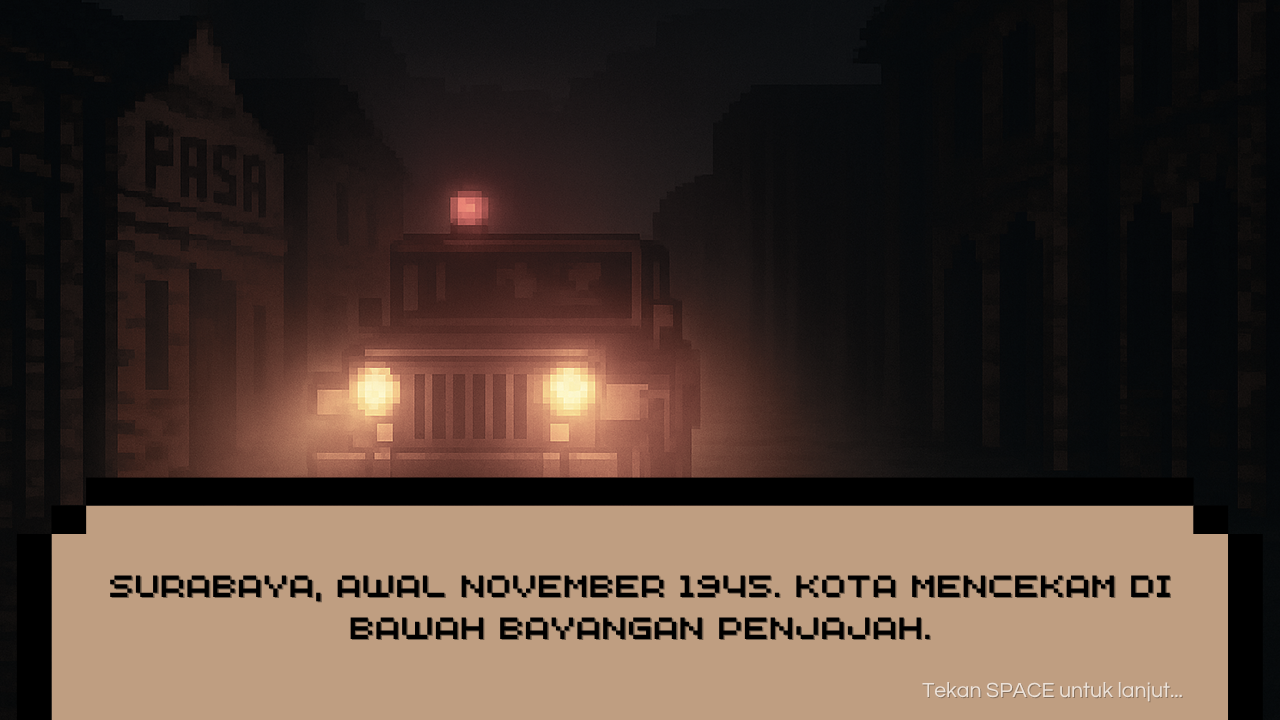 PASA
SURABAYA, AWAL NOVEMBER 1945. KOTA MENCEKAM DI
BAWAH BAYANGAN PENJAJAH.
Tekan SPACE untuk lanjut...